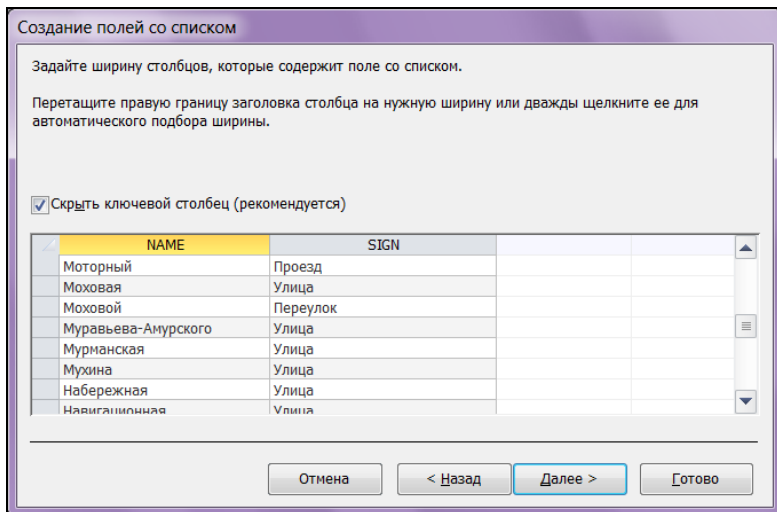 Создание полей со списком
Задайте ширину столбцов, которые содержит поле со списком.
Перетащите правую границу заголовка столбца на нужную ширину или дважды щелкните ее для
автоматического подбора ширины.
Скрыть ключевой столбец (рекомендуется)
NAME SIGN
Моторный Проезд
Моховая Улица
Моховой Переулок
Муравьева-Амурского Улица
Мурманская Улица
Мухина Улица
Набережная Улица
Навигационная Улица
Отмена < Назад Далее > Готово